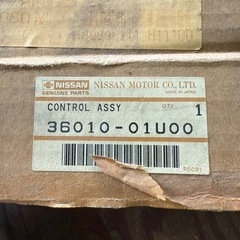 NISSAN
GENUINE PARTS
NISSAN MOTOR CO., LTD.
MADE IN JAPAN
CONTROL ASSY
QTY.
1
36010-01U00